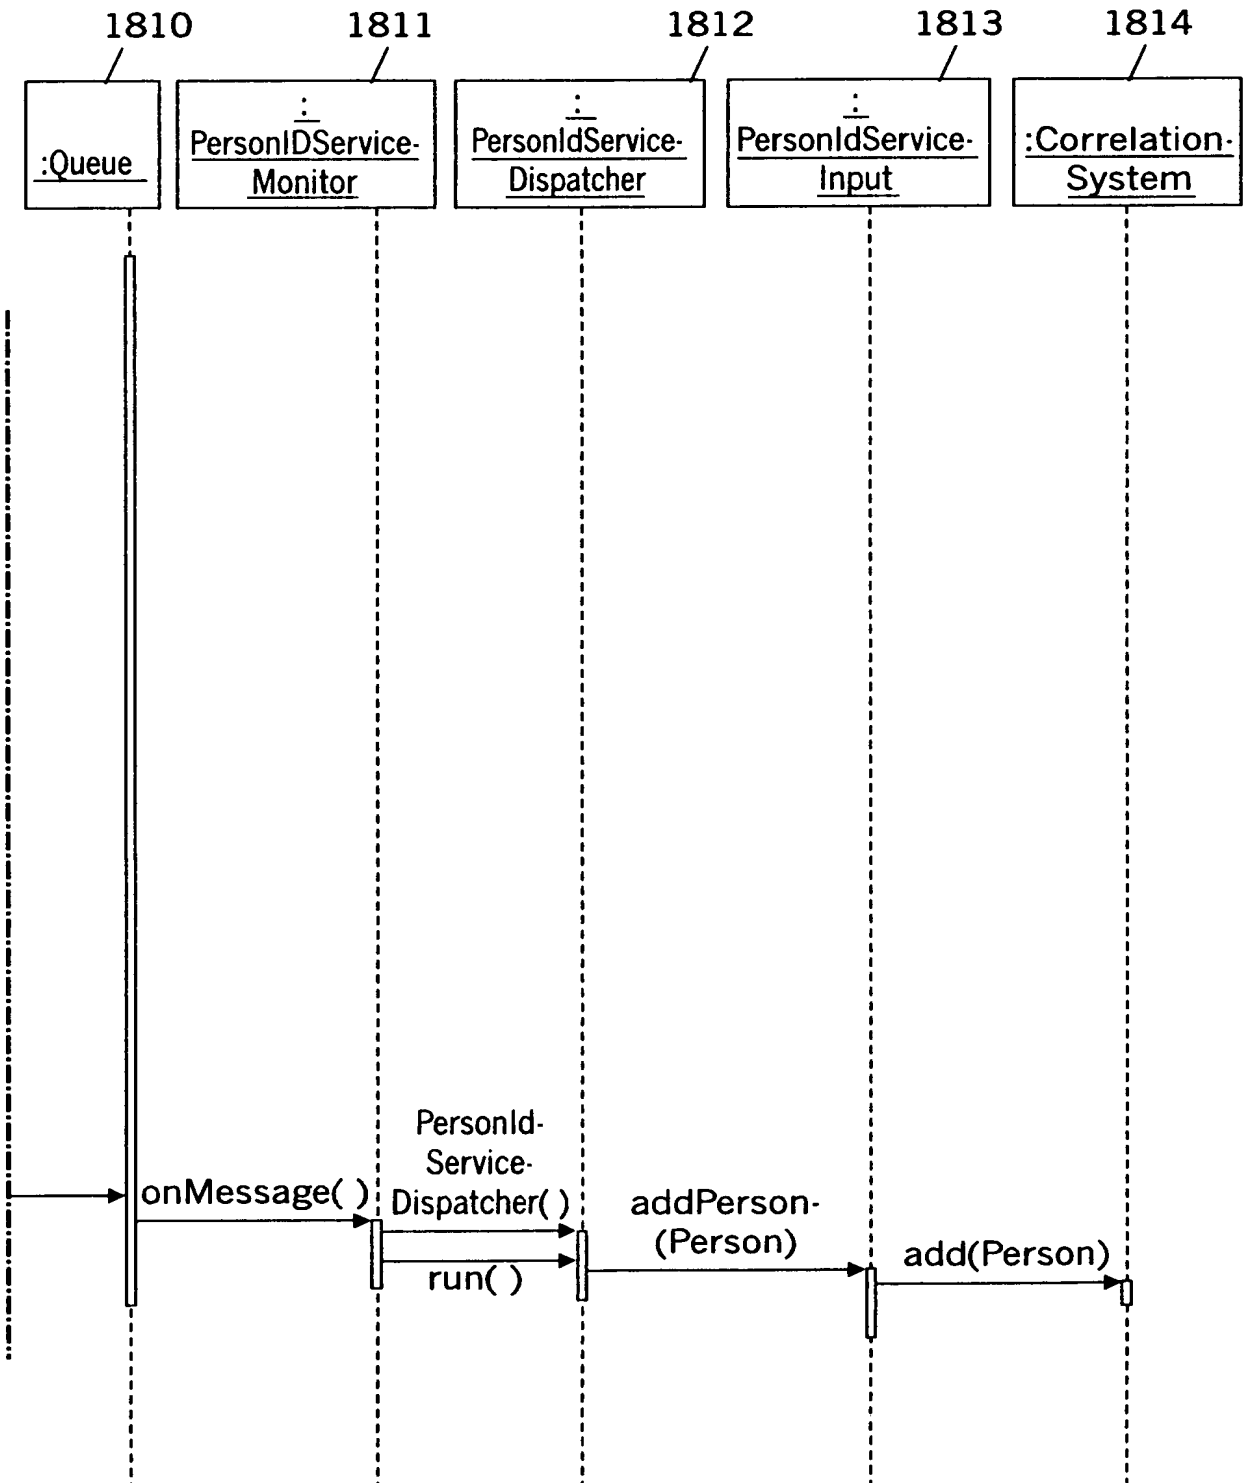 1810
1811
1812
1813
1814
:Queue
:
PersonIDService-
Monitor
:
PersonIdService-
Dispatcher
:
PersonIdService-
Input
:Correlation-
System
PersonId-
Service-
Dispatcher( )
onMessage( )
run( )
addPerson-
(Person)
add(Person)